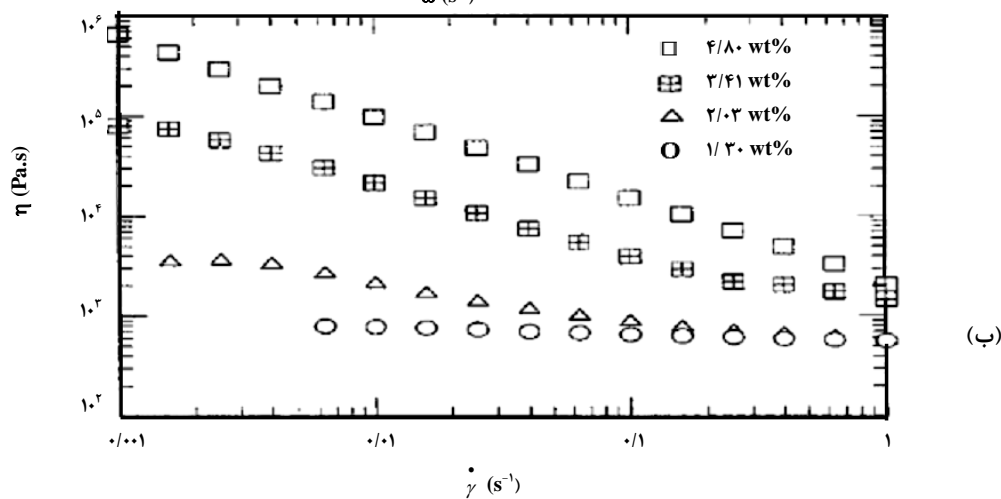 ω (s⁻¹)
۱۰⁶
۱۰⁵
۱۰⁴
۱۰³
۱۰²
η (Pa.s)
۴/۸۰ wt%
۳/۴۱ wt%
۲/۰۳ wt%
۱/۳۰ wt%
(ب)
۰/۰۰۱
۰/۰۱
۰/۱
۱
γ̇ (s⁻¹)